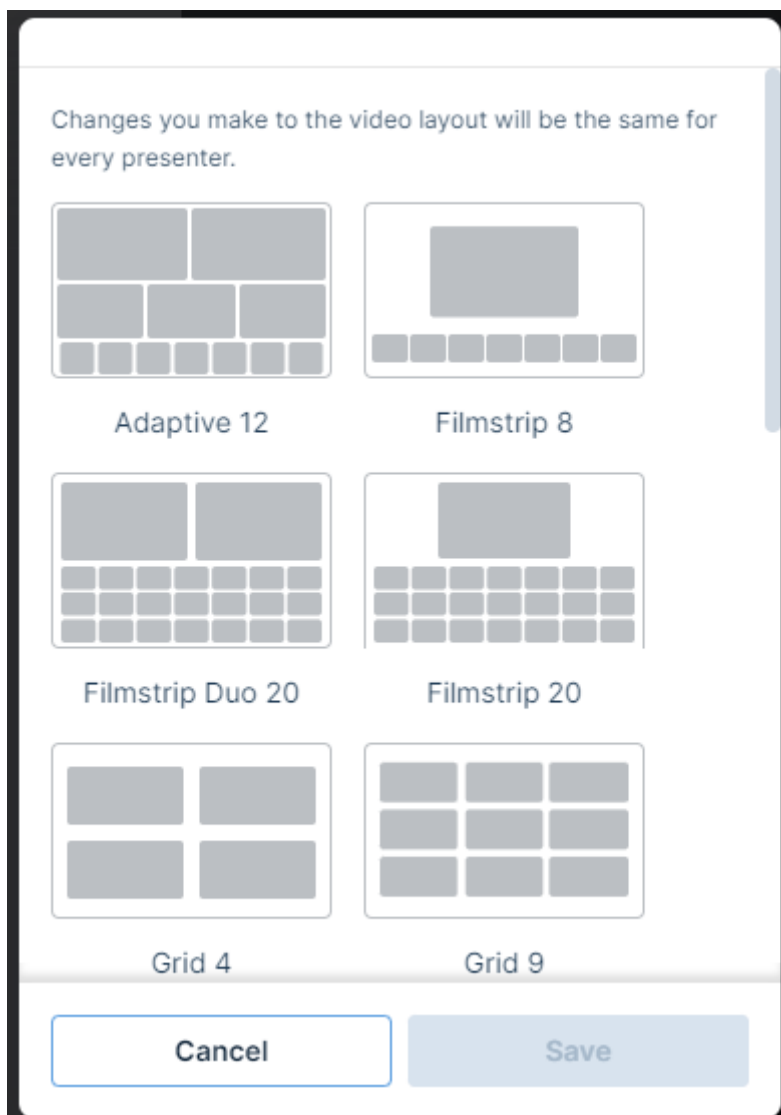 Changes you make to the video layout will be the same for
every presenter.
Adaptive 12
Filmstrip 8
Filmstrip Duo 20
Filmstrip 20
Grid 4
Grid 9
Cancel
Save